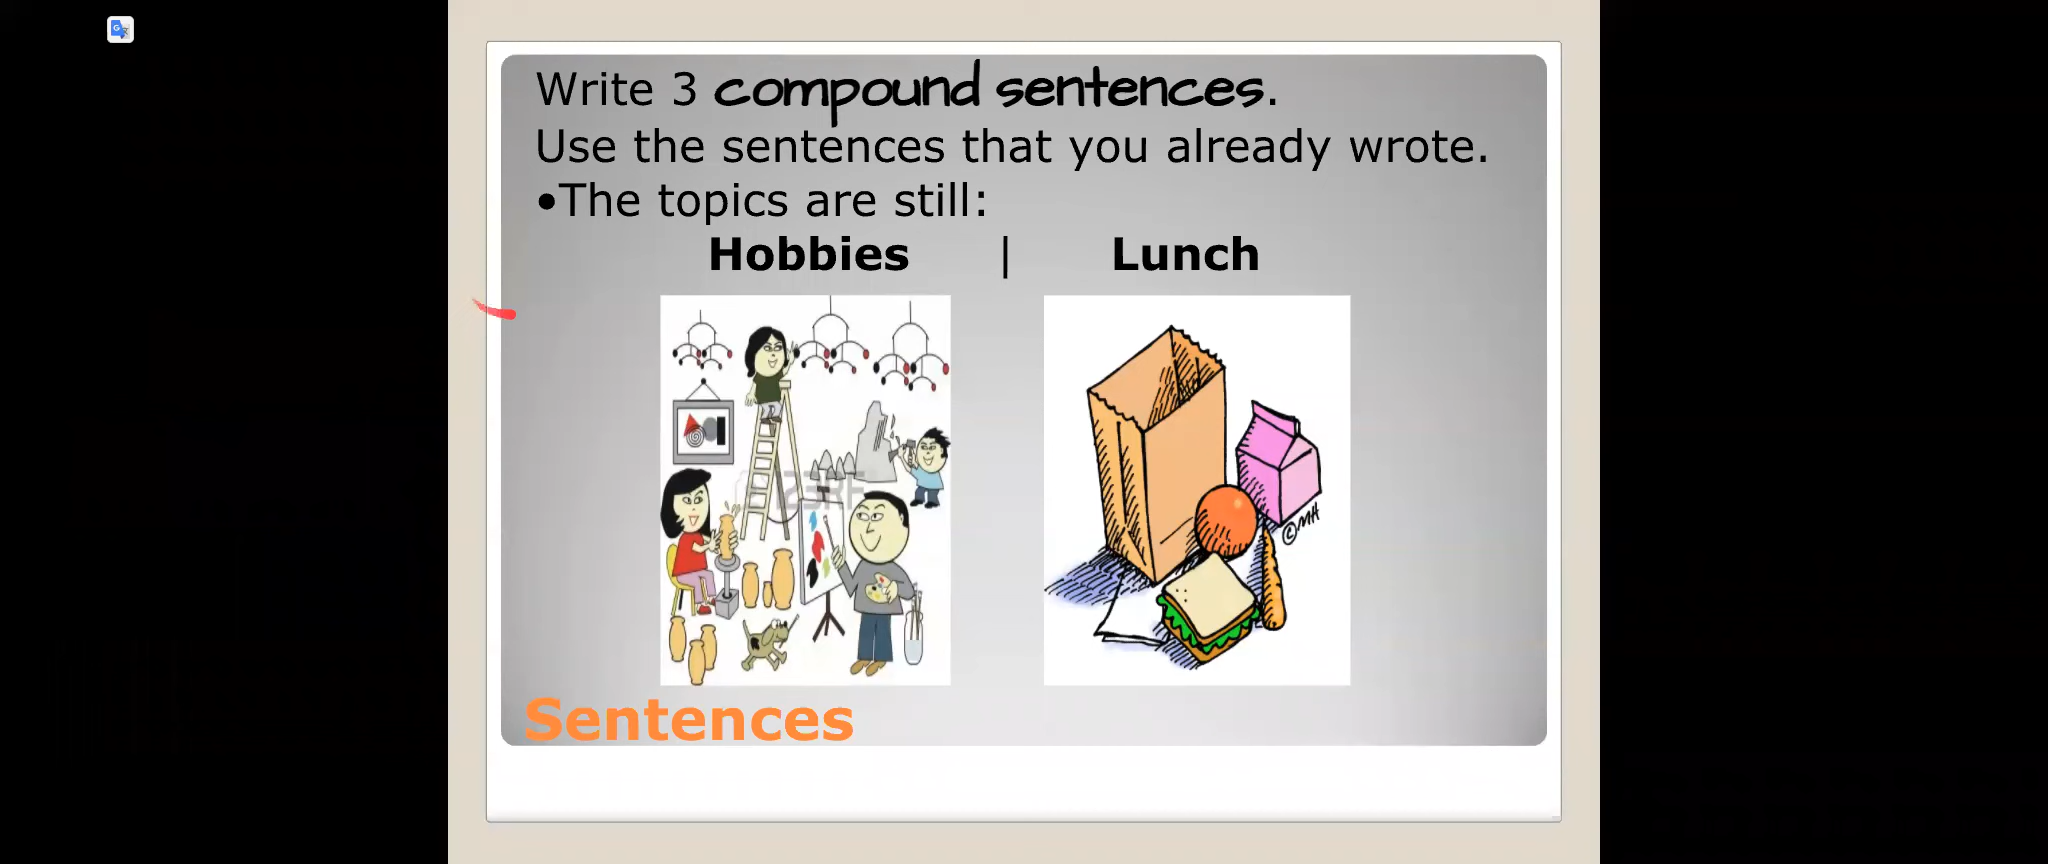 Write 3 compound sentences.
Use the sentences that you already wrote.
•The topics are still:
Hobbies | Lunch
123RF
©MH
Sentences